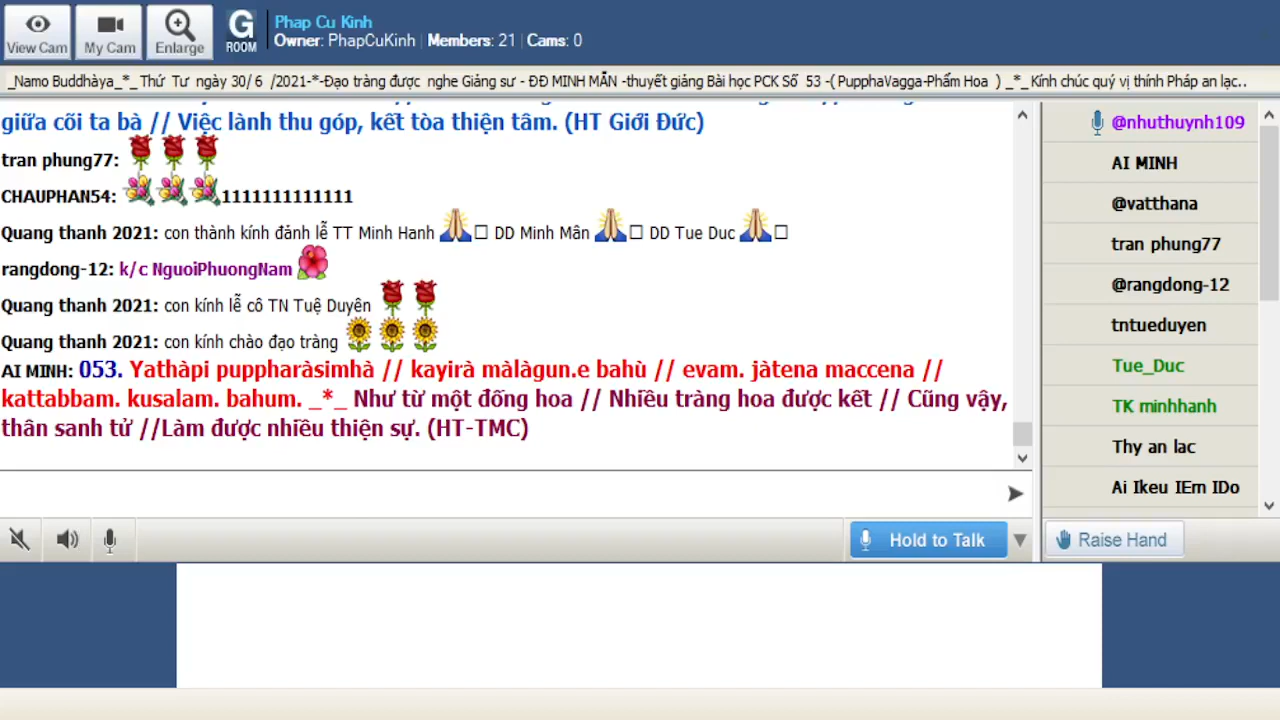 View Cam
My Cam
Enlarge
G
ROOM
Phap Cu Kinh
Owner: PhapCuKinh | Members: 21 | Cams: 0
_Namo Buddhàya_*_ Thứ Tư ngày 30/ 6 /2021-*-Đạo tràng được nghe Giảng sư - ĐĐ MINH MẪN -thuyết giảng Bài học PCK Số 53 -( PupphaVagga-Phẩm Hoa ) _*_ Kính chúc quý vị thính Pháp an lạc..
giữa cõi ta bà // Việc lành thu góp, kết tòa thiện tâm. (HT Giới Đức)
tran phung77:
CHAUPHAN54: 1111111111111
Quang thanh 2021: con thành kính đảnh lễ TT Minh Hanh DD Minh Mân DD Tue Duc
rangdong-12: k/c NguoiPhuongNam
Quang thanh 2021: con kính lễ cô TN Tuệ Duyên
Quang thanh 2021: con kính chào đạo tràng
AI MINH: 053. Yathàpi puppharàsimhà // kayirà màlàgun.e bahù // evam. jàtena maccena //
kattabbam. kusalam. bahum. _*_ Như từ một đống hoa // Nhiều tràng hoa được kết // Cũng vậy,
thân sanh tử //Làm được nhiều thiện sự. (HT-TMC)
@nhuthuynh109
AI MINH
@vatthana
tran phung77
@rangdong-12
tntueduyen
Tue_Duc
TK minhhanh
Thy an lac
Ai Ikeu IEm IDo
Hold to Talk
Raise Hand